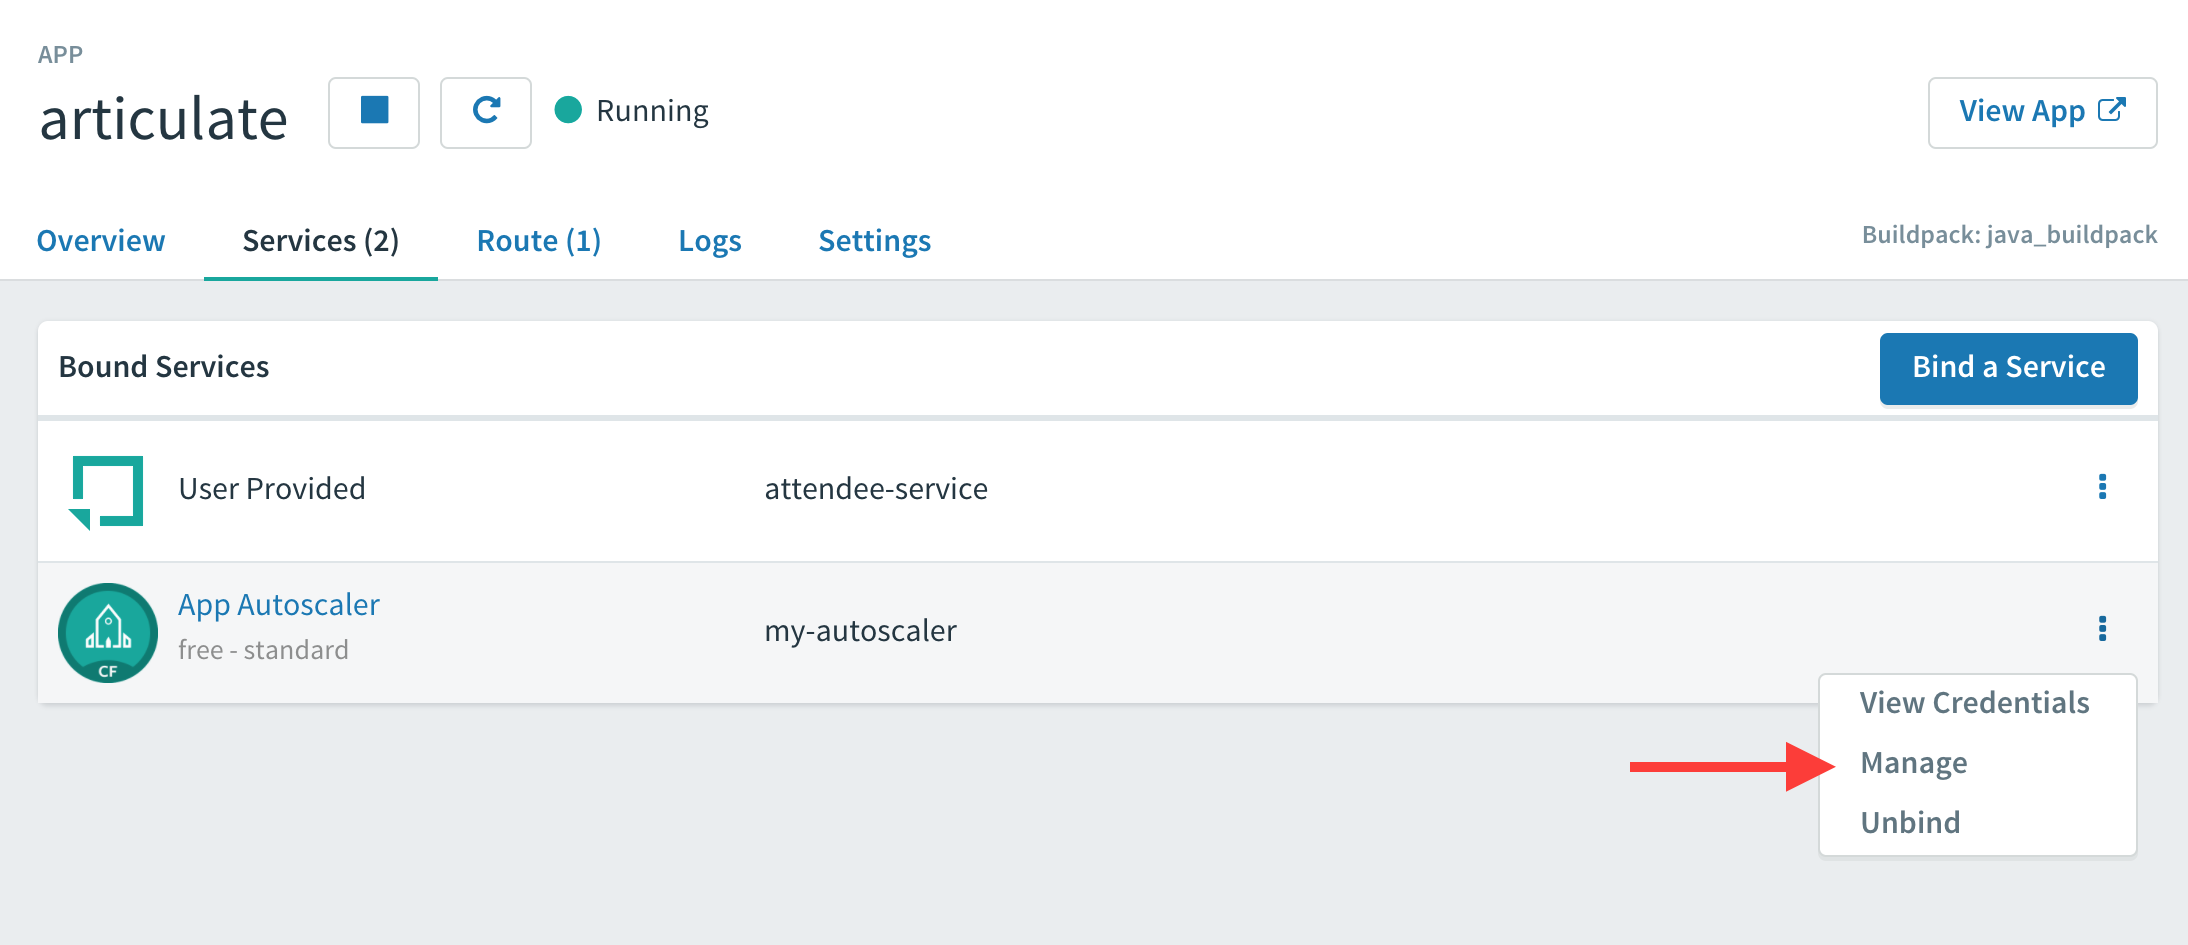 APP
articulate
Running
View App
Overview
Services (2)
Route (1)
Logs
Settings
Buildpack: java_buildpack
Bound Services
Bind a Service
User Provided
attendee-service
App Autoscaler
free - standard
my-autoscaler
CF
View Credentials
Manage
Unbind